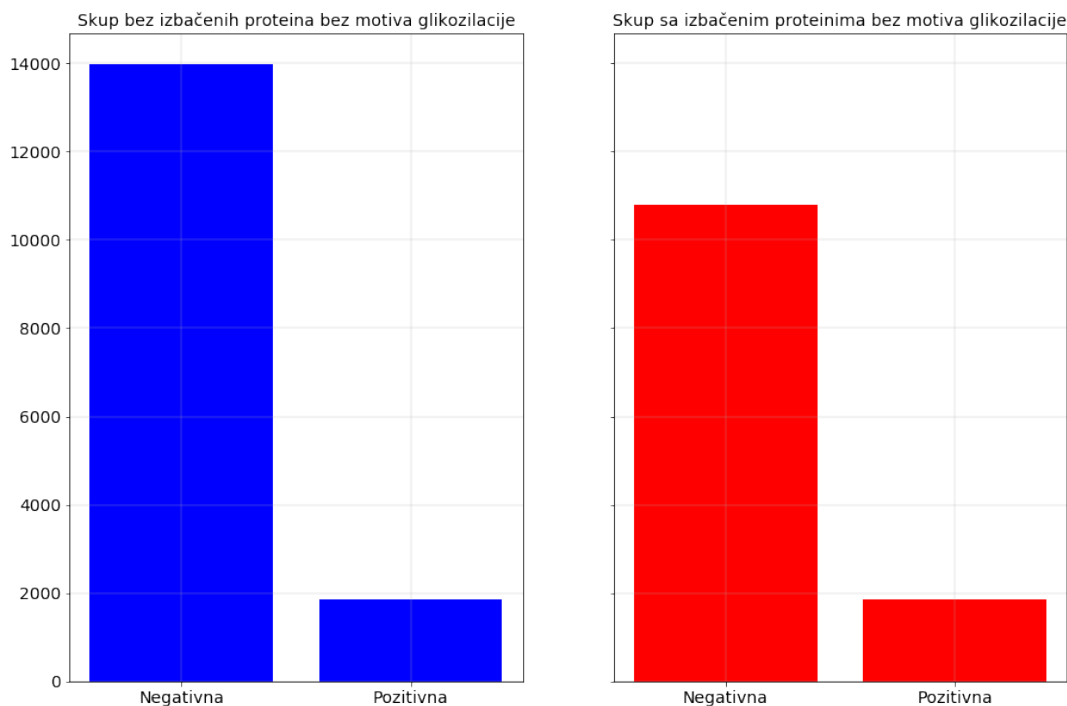 Skup bez izbačenih proteina bez motiva glikozilacije
Skup sa izbačenim proteinima bez motiva glikozilacije
14000
12000
10000
8000
6000
4000
2000
0
Negativna
Pozitivna
Negativna
Pozitivna